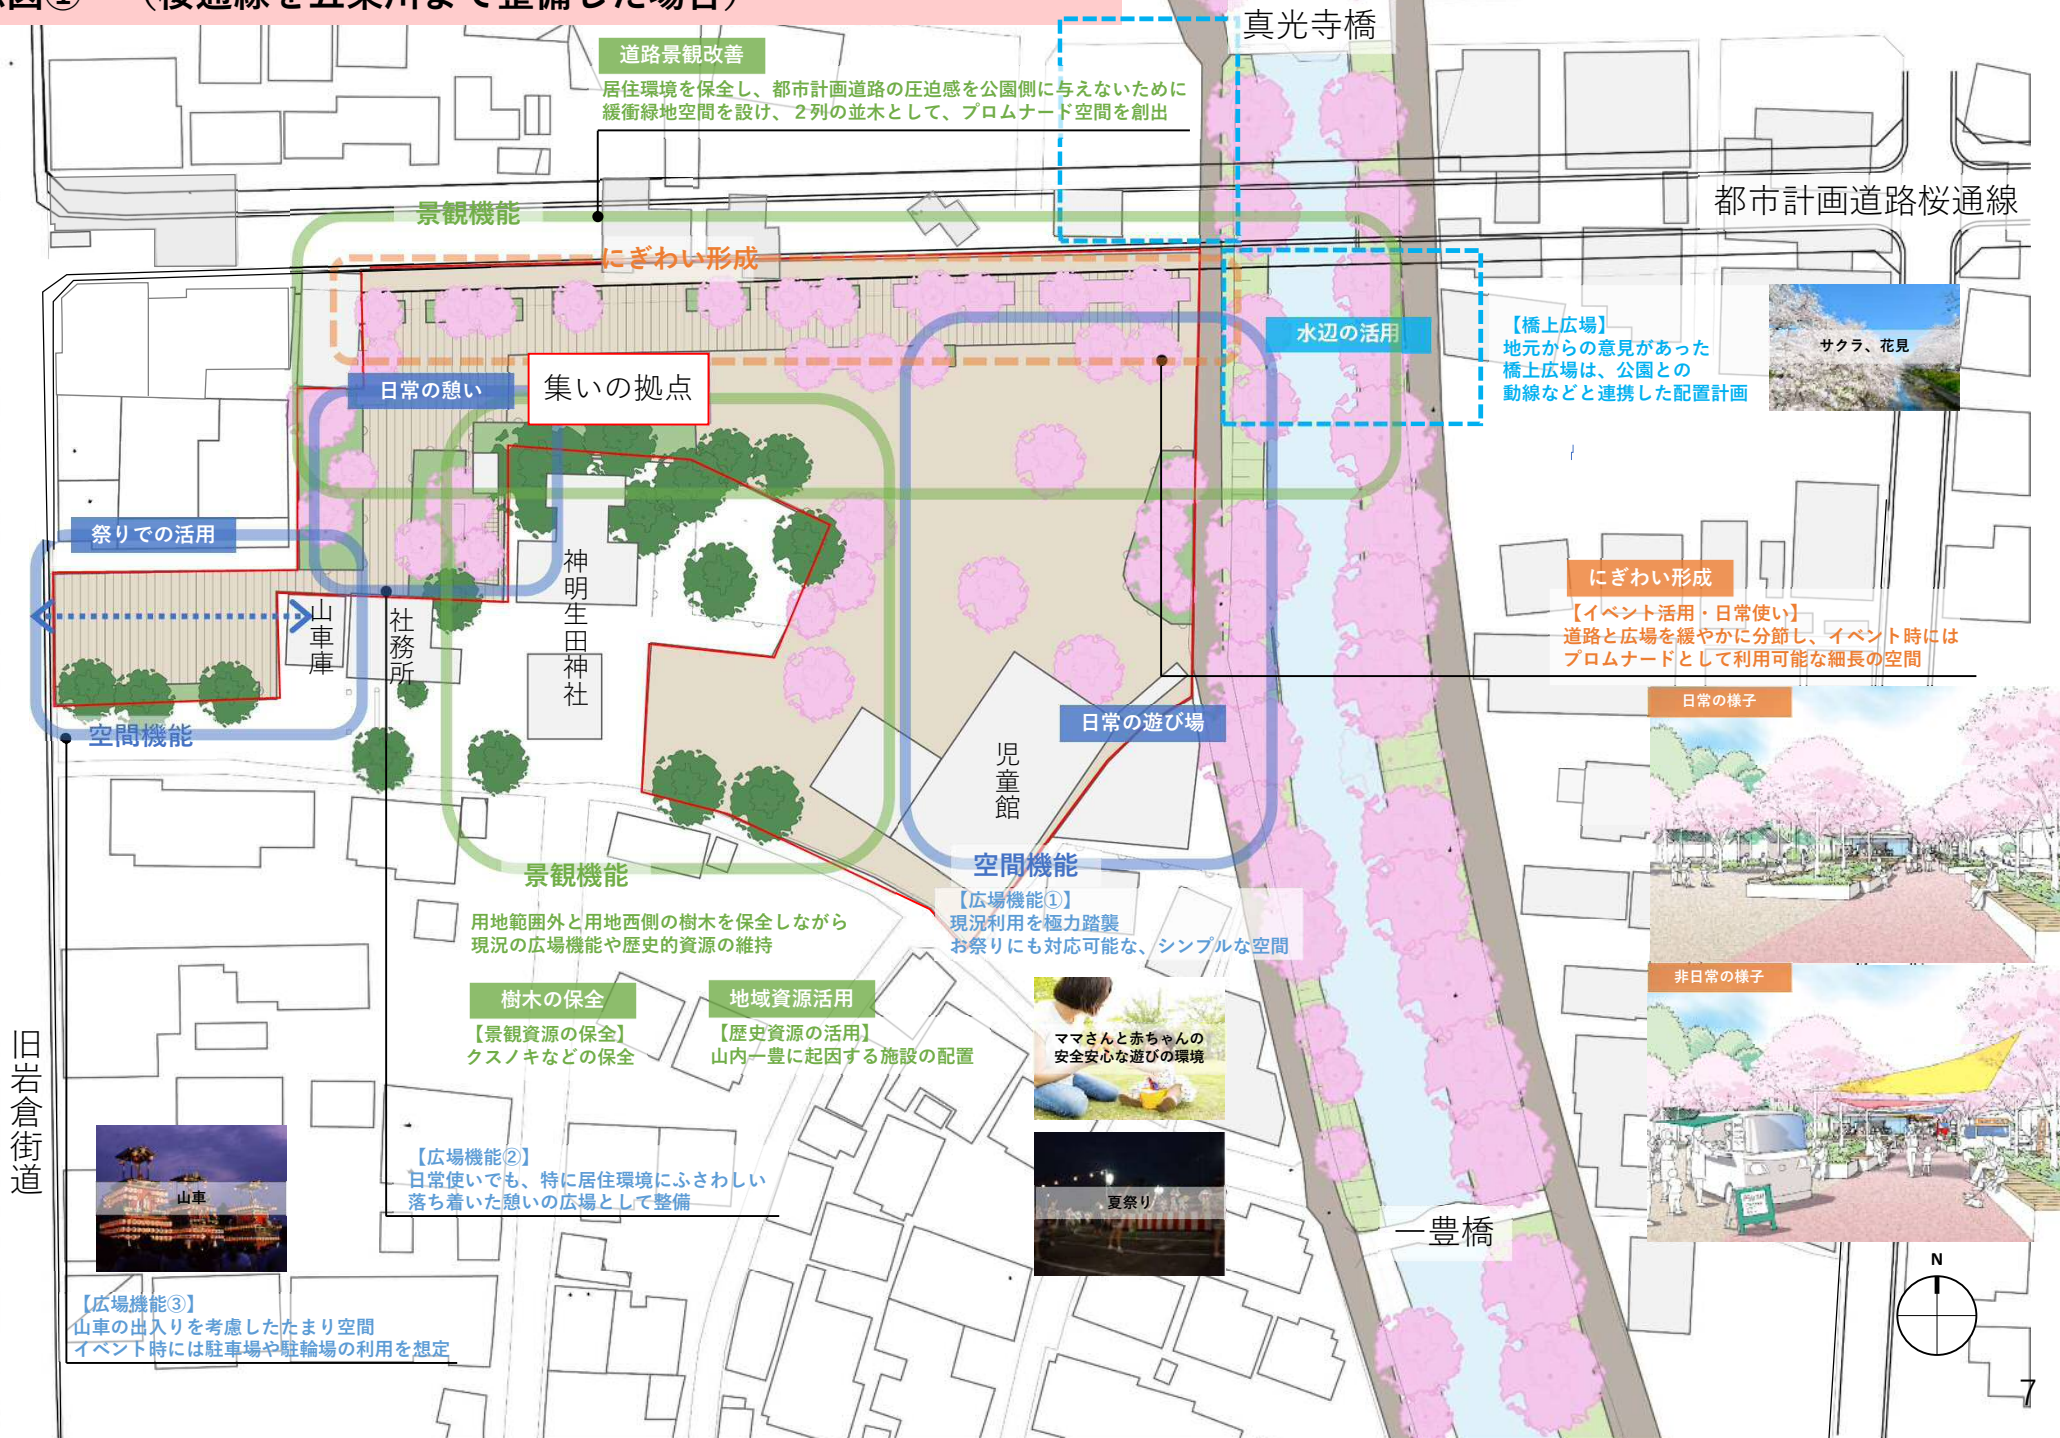 図① （桜通線を五条川まで整備した場合）
真光寺橋
道路景観改善
居住環境を保全し、都市計画道路の圧迫感を公園側に与えないために
緩衝緑地空間を設け、２列の並木として、プロムナード空間を創出
都市計画道路桜通線
景観機能
にぎわい形成
水辺の活用
【橋上広場】
地元からの意見があった
橋上広場は、公園との
動線などと連携した配置計画
サクラ、花見
日常の憩い
集いの拠点
祭りでの活用
神明生田神社
山車庫
社務所
空間機能
にぎわい形成
【イベント活用・日常使い】
道路と広場を緩やかに分節し、イベント時には
プロムナードとして利用可能な細長の空間
日常の様子
日常の遊び場
児童館
景観機能
用地範囲外と用地西側の樹木を保全しながら
現況の広場機能や歴史的資源の維持
空間機能
【広場機能①】
現況利用を極力踏襲
お祭りにも対応可能な、シンプルな空間
樹木の保全
【景観資源の保全】
クスノキなどの保全
地域資源活用
【歴史資源の活用】
山内一豊に起因する施設の配置
ママさんと赤ちゃんの
安全安心な遊びの環境
非日常の様子
旧岩倉街道
山車
【広場機能②】
日常使いでも、特に居住環境にふさわしい
落ち着いた憩いの広場として整備
夏祭り
一豊橋
【広場機能③】
山車の出入りを考慮したたまり空間
イベント時には駐車場や駐輪場の利用を想定
N
7